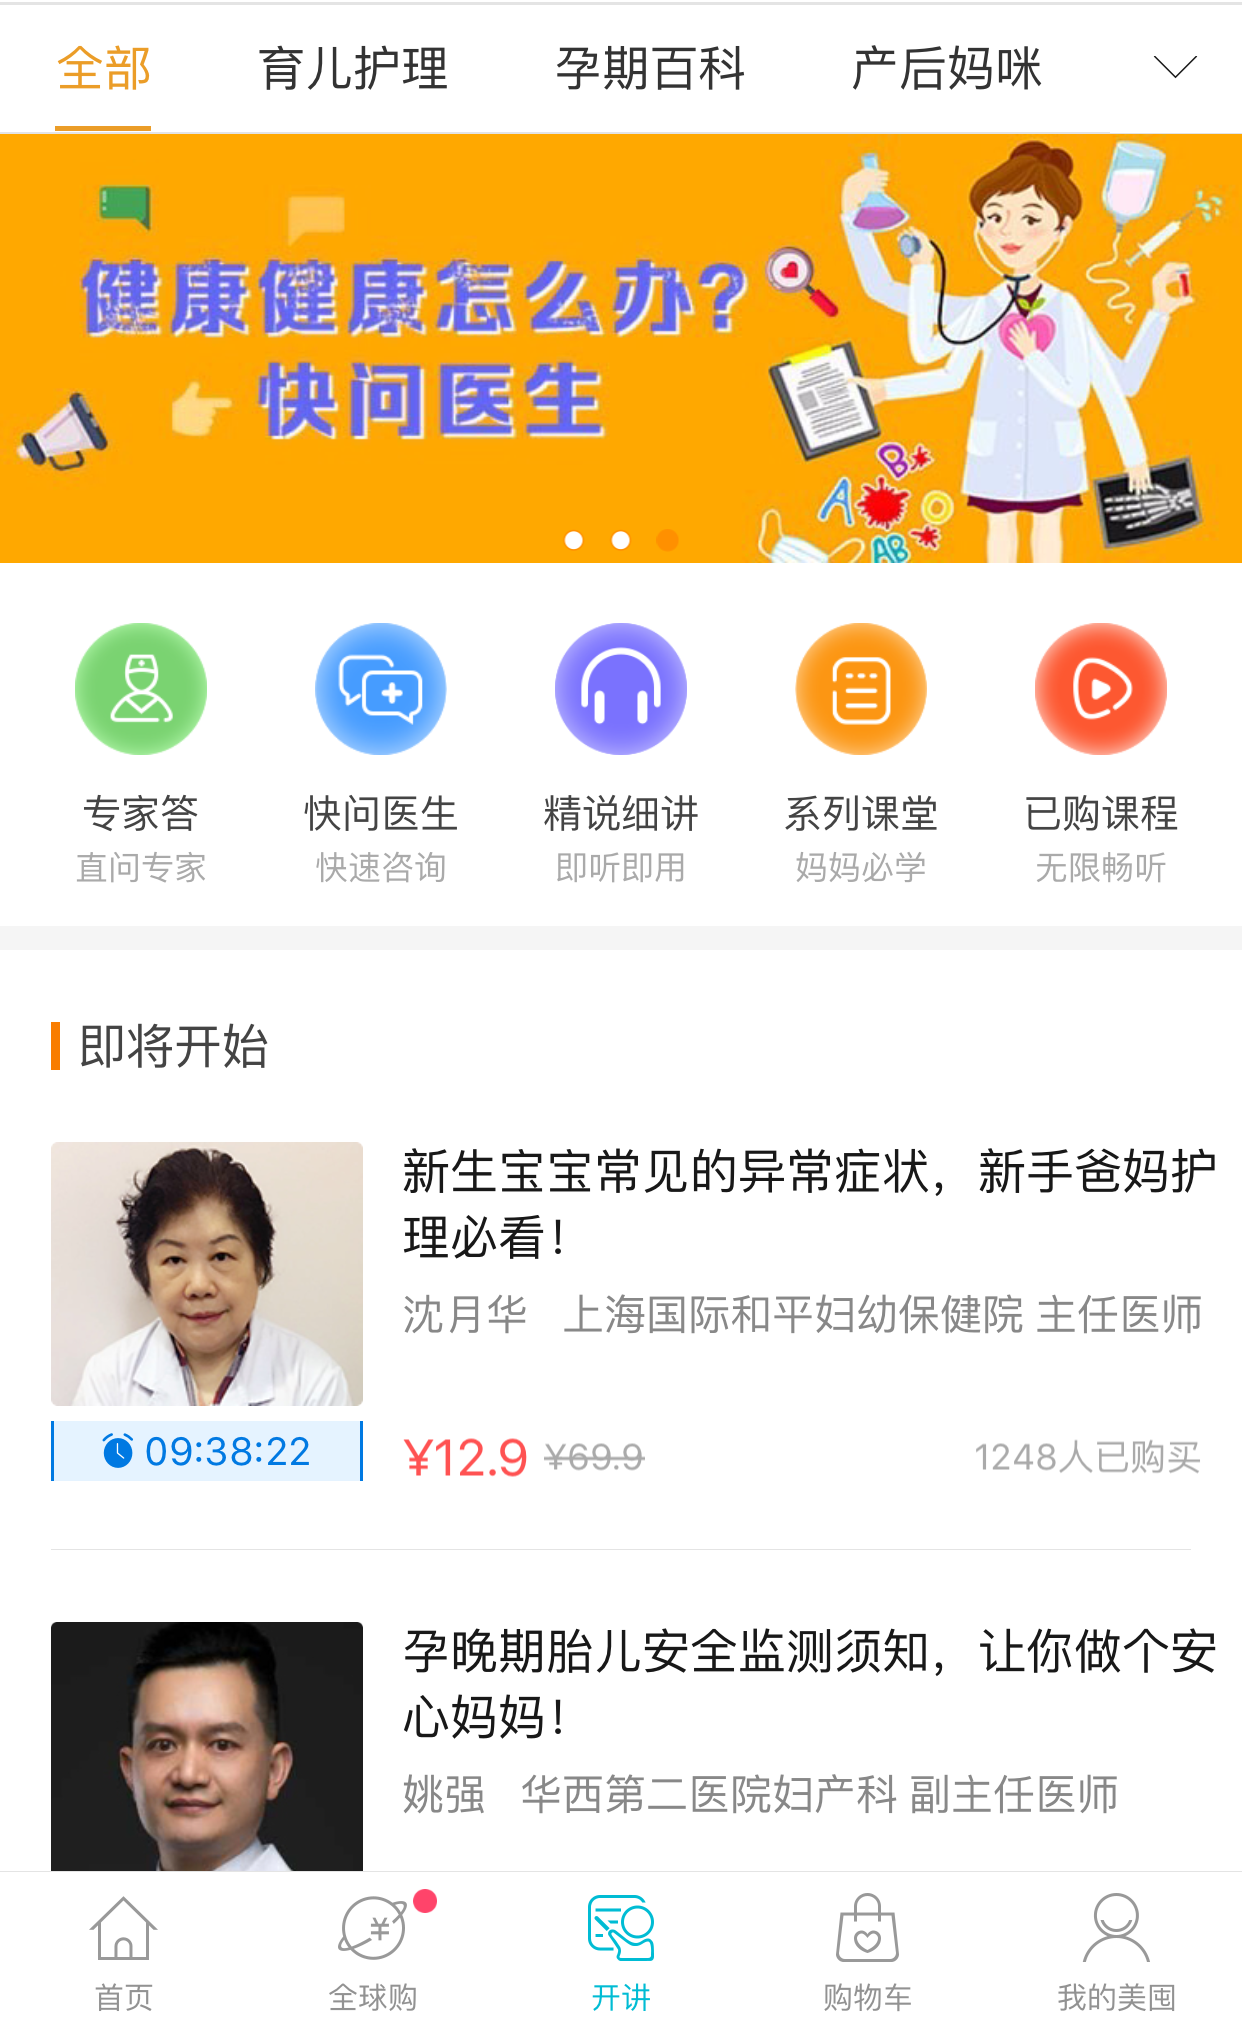 全部 育儿护理 孕期百科 产后妈咪
健康健康怎么办?
快问医生
A B O AB
专家答 快问医生 精说细讲 系列课堂 已购课程
直问专家 快速咨询 即听即用 妈妈必学 无限畅听
即将开始
新生宝宝常见的异常症状，新手爸妈护
理必看！
沈月华 上海国际和平妇幼保健院 主任医师
09:38:22 ¥12.9 ¥69.9 1248人已购买
孕晚期胎儿安全监测须知，让你做个安
心妈妈！
姚强 华西第二医院妇产科 副主任医师
首页 全球购 开讲 购物车 我的美囤